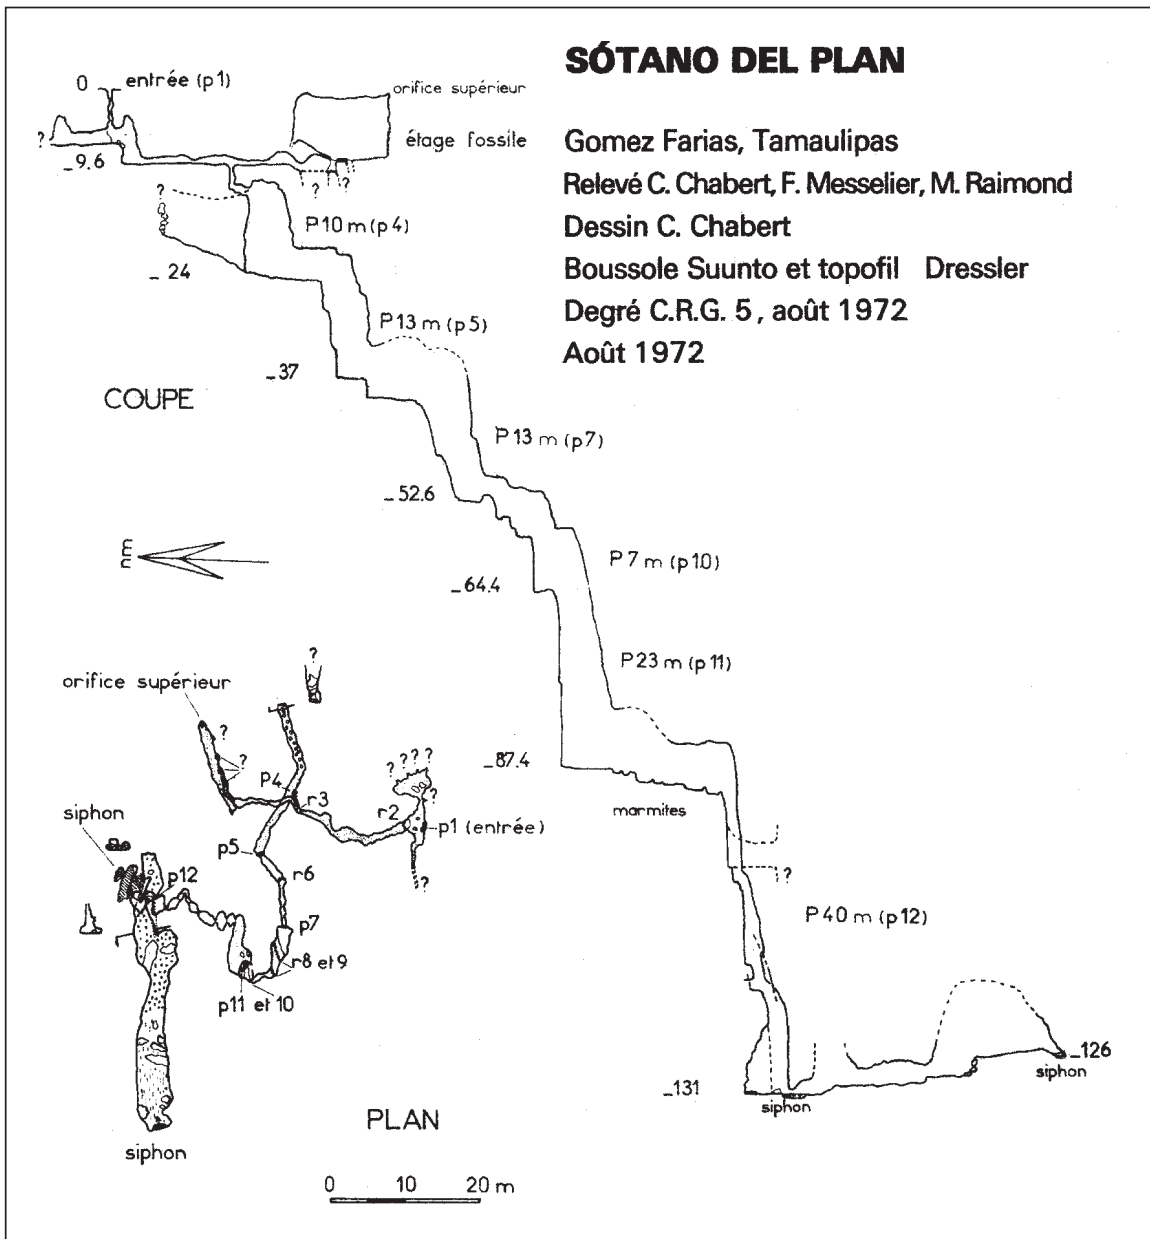 SÓTANO DEL PLAN
Gomez Farias, Tamaulipas
Relevé C. Chabert, F. Messelier, M. Raimond
Dessin C. Chabert
Boussole Suunto et topofil Dressler
Degré C.R.G. 5, août 1972
Août 1972
0 entrée (p1)
orifice supérieur
étage fossile
?
_9.6
? ?
?
P10 m (p4)
_ 24
P13 m (p5)
_ 37
COUPE
P13 m (p7)
_ 52.6
P7 m (p10)
_64.4
P23 m (p11)
_87.4
marmites
?
P40 m (p12)
_126
siphon
_131
siphon
?
orifice supérieur
?
?
? ? ? ?
P4
r3
r2
?
p1 (entrée)
siphon
p5
?
p12
r6
p7
r8 et 9
p11 et 10
siphon
PLAN
0 10 20 m